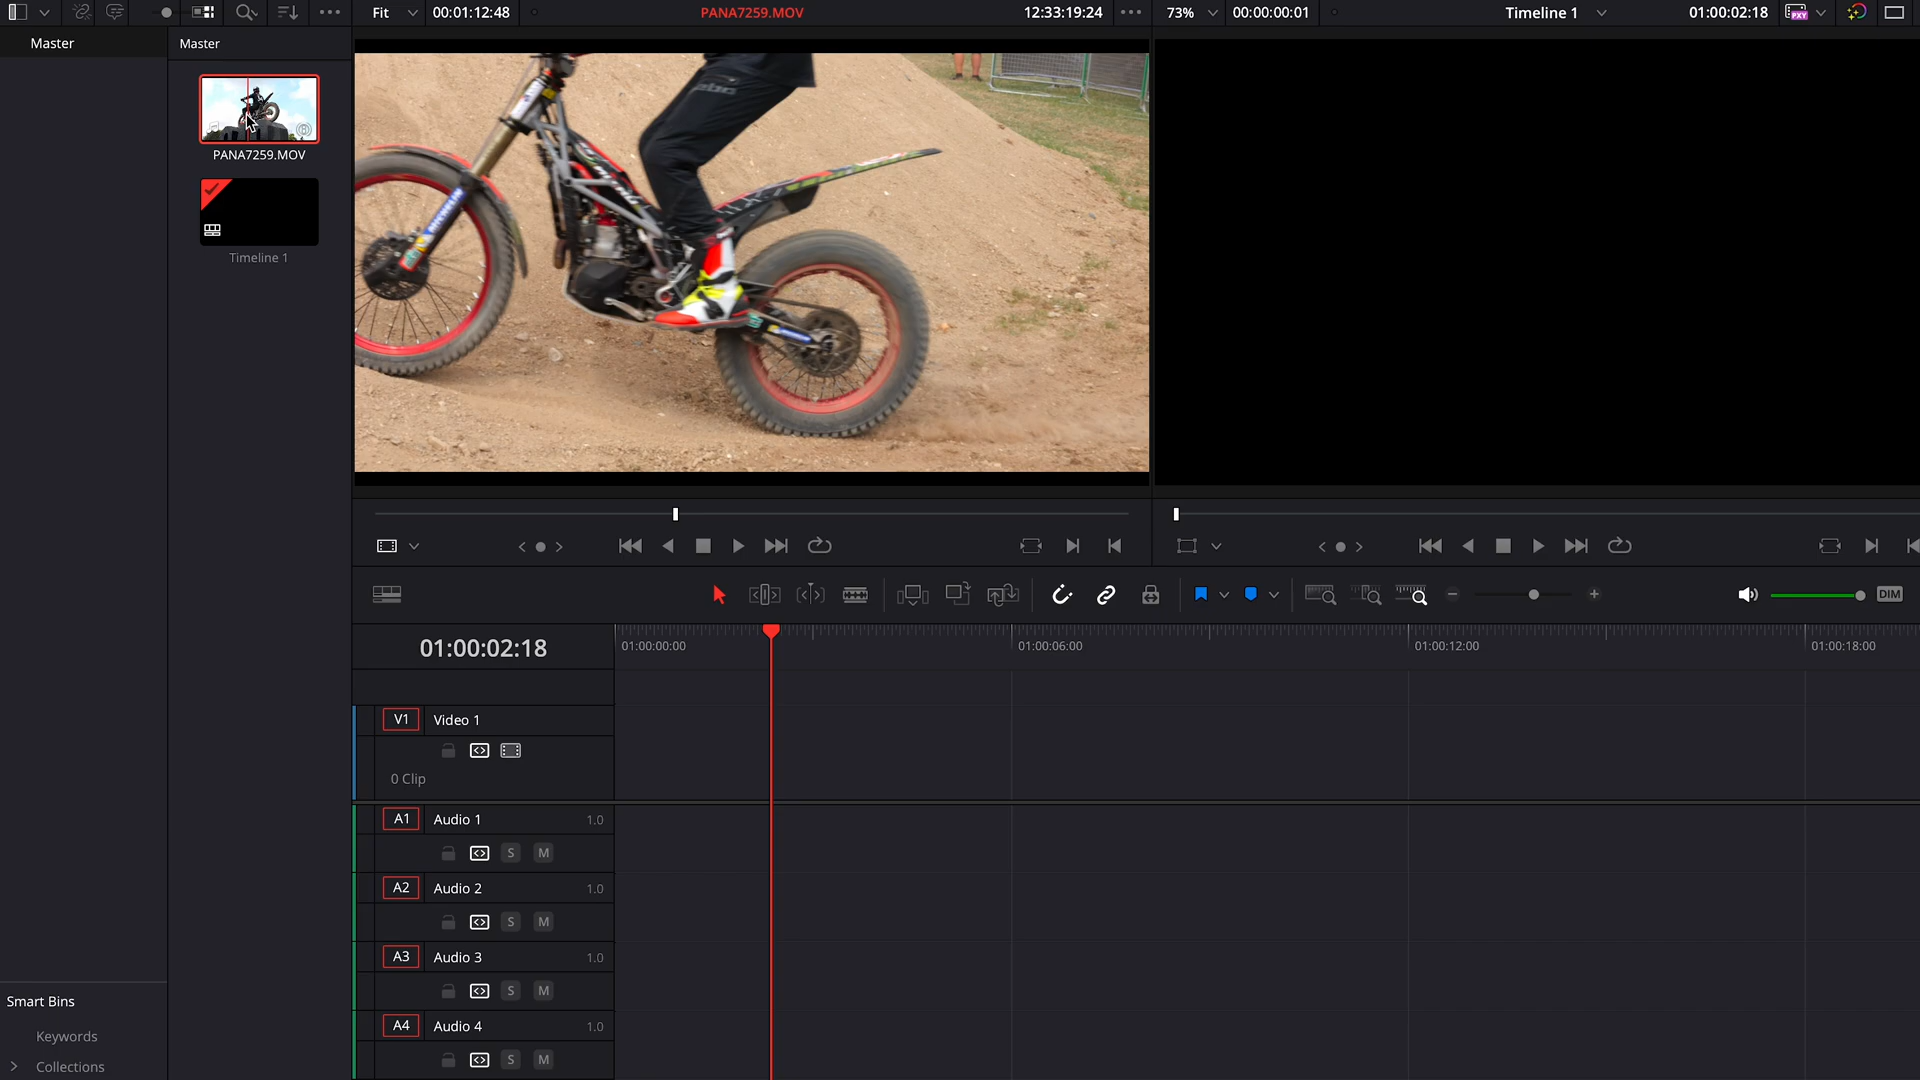 Fit 00:01:12:48 PANA7259.MOV 12:33:19:24 73% 00:00:00:01 Timeline 1 01:00:02:18 PXY
Master
Master
PANA7259.MOV
Timeline 1
DIM
01:00:02:18
01:00:00:00 01:00:06:00 01:00:12:00 01:00:18:00
V1 Video 1
0 Clip
A1 Audio 1 1.0
S M
A2 Audio 2 1.0
S M
A3 Audio 3 1.0
S M
A4 Audio 4 1.0
S M
Smart Bins
Keywords
Collections